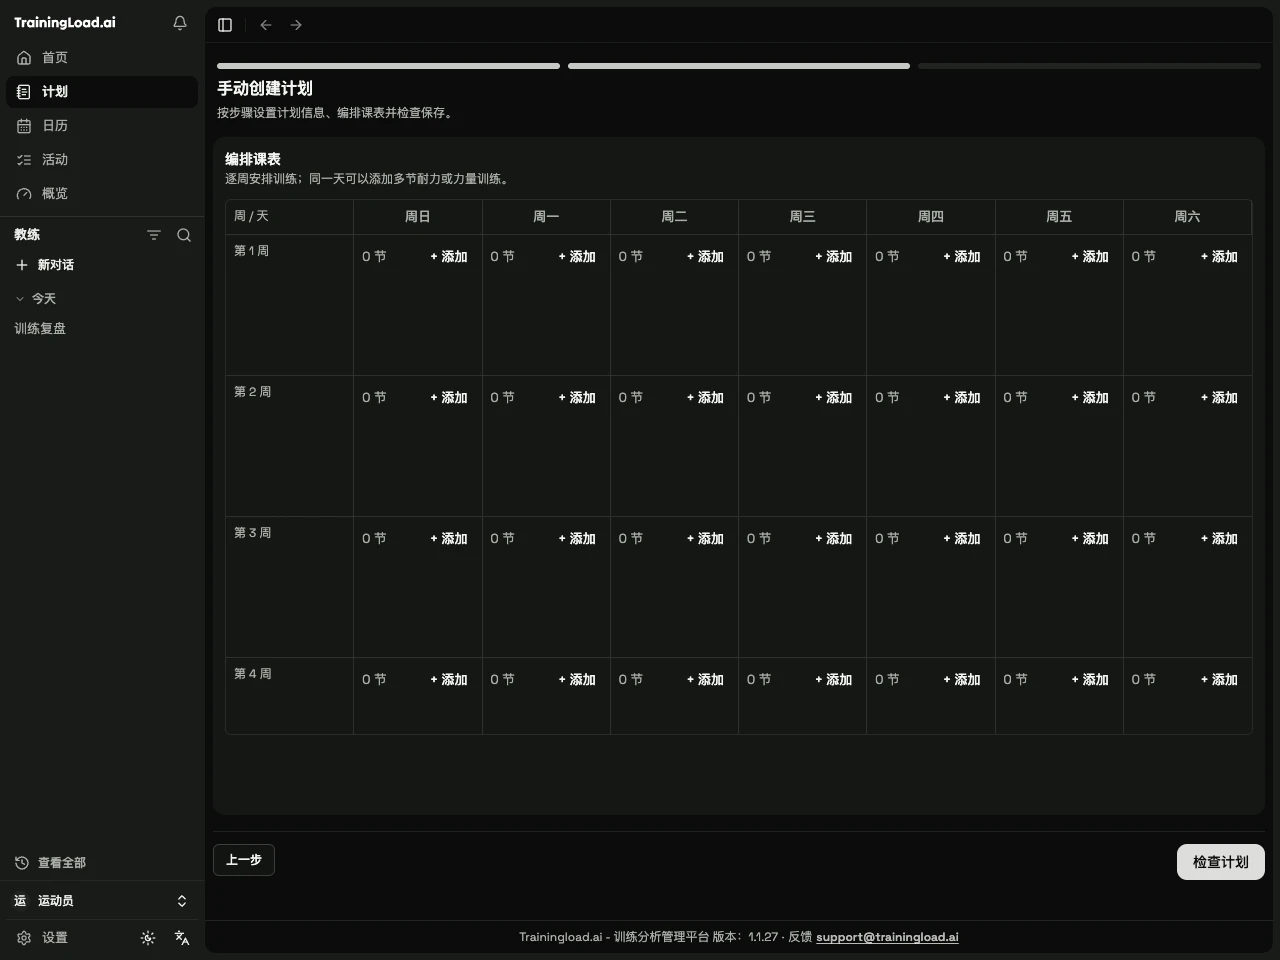 TrainingLoad.ai
首页
计划
日历
活动
概览
教练
新对话
今天
训练复盘
查看全部
运 运动员
设置
手动创建计划
按步骤设置计划信息、编排课表并检查保存。
编排课表
逐周安排训练；同一天可以添加多节耐力或力量训练。
周 / 天 周日 周一 周二 周三 周四 周五 周六
第 1 周 0 节 + 添加 0 节 + 添加 0 节 + 添加 0 节 + 添加 0 节 + 添加 0 节 + 添加 0 节 + 添加
第 2 周 0 节 + 添加 0 节 + 添加 0 节 + 添加 0 节 + 添加 0 节 + 添加 0 节 + 添加 0 节 + 添加
第 3 周 0 节 + 添加 0 节 + 添加 0 节 + 添加 0 节 + 添加 0 节 + 添加 0 节 + 添加 0 节 + 添加
第 4 周 0 节 + 添加 0 节 + 添加 0 节 + 添加 0 节 + 添加 0 节 + 添加 0 节 + 添加 0 节 + 添加
上一步 检查计划
Trainingload.ai - 训练分析管理平台 版本：1.1.27 · 反馈 support@trainingload.ai